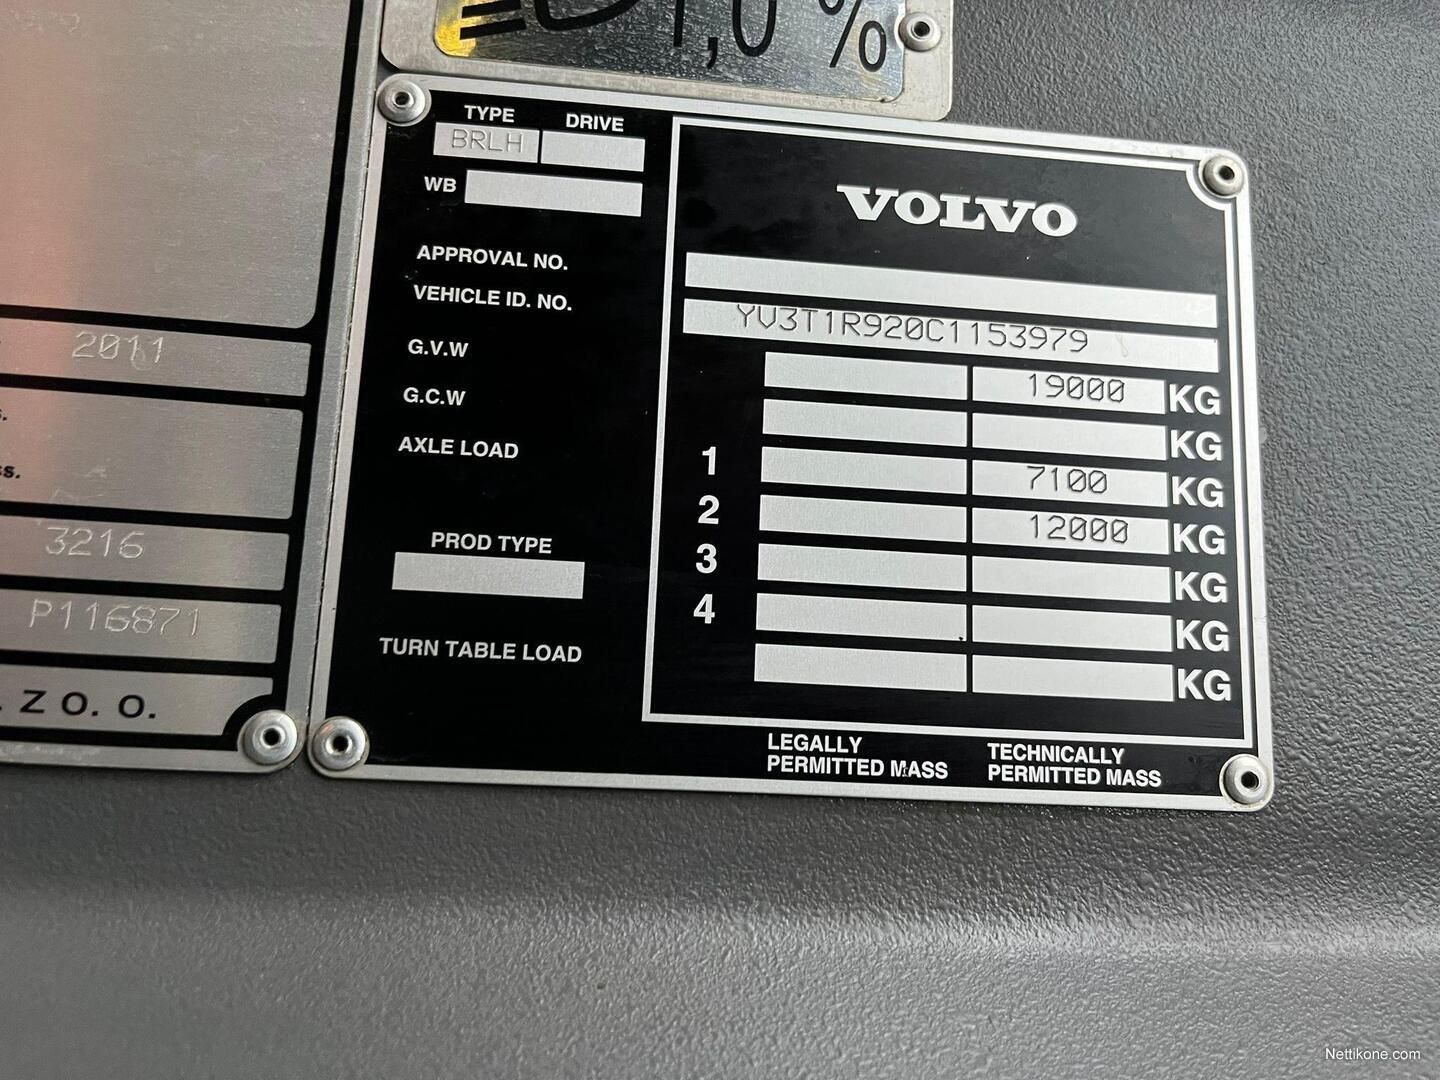 1,0 %
2011
3216
P116871
. Z O. O.
TYPE
DRIVE
BRLH
WB
VOLVO
APPROVAL NO.
VEHICLE ID. NO.
YV3T1R920C1153979
G.V.W
19000 KG
G.C.W
KG
AXLE LOAD
1
7100 KG
2
12000 KG
PROD TYPE
3
KG
4
KG
TURN TABLE LOAD
KG
LEGALLY
PERMITTED MASS
TECHNICALLY
PERMITTED MASS
Nettikone.com